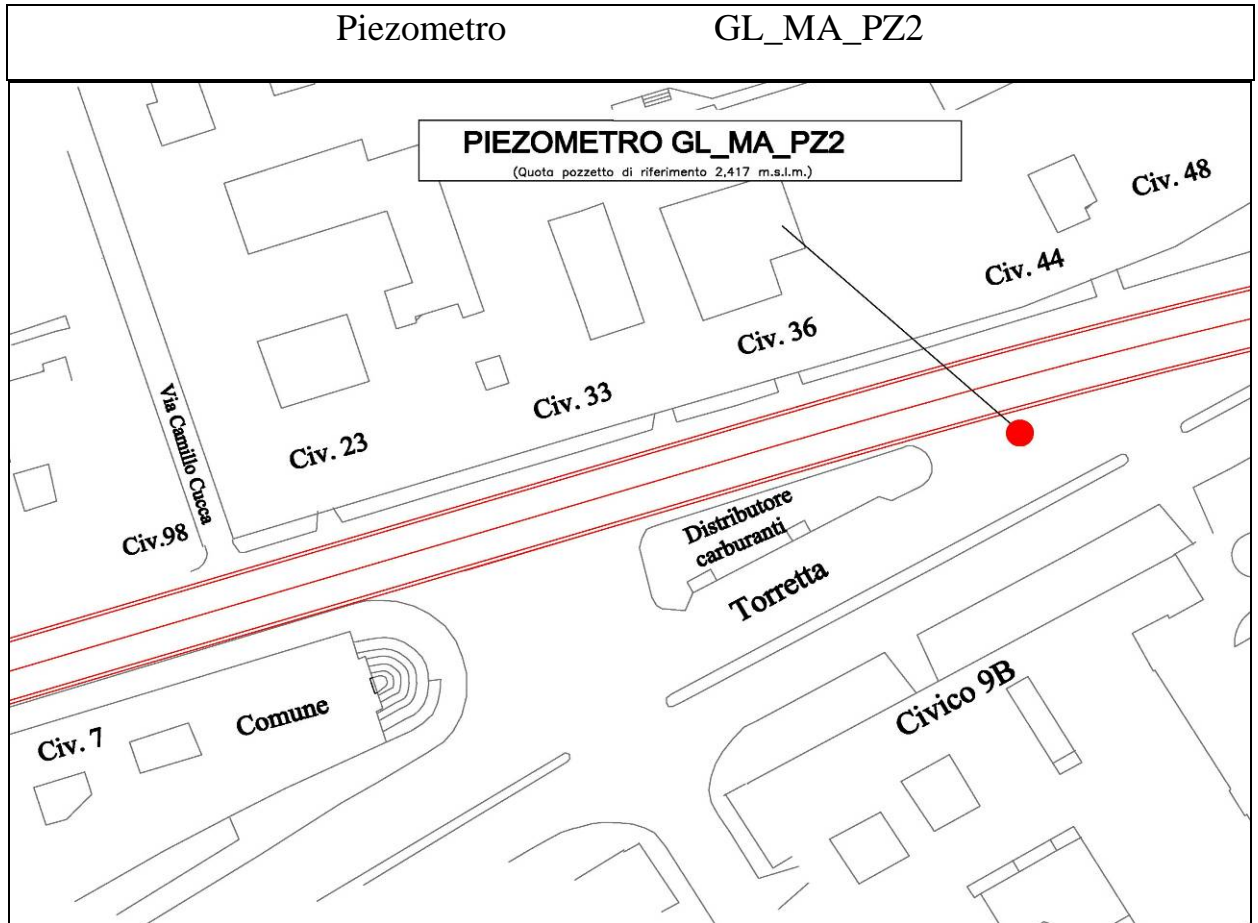 Piezometro GL_MA_PZ2
PIEZOMETRO GL_MA_PZ2
(Quota pozzetto di riferimento 2,417 m.s.l.m.)
Civ. 48
Civ. 44
Civ. 36
Civ. 33
Civ. 23
Via Camillo Cucca
Civ.98
Distributore
carburanti
Torretta
Civico 9B
Comune
Civ. 7